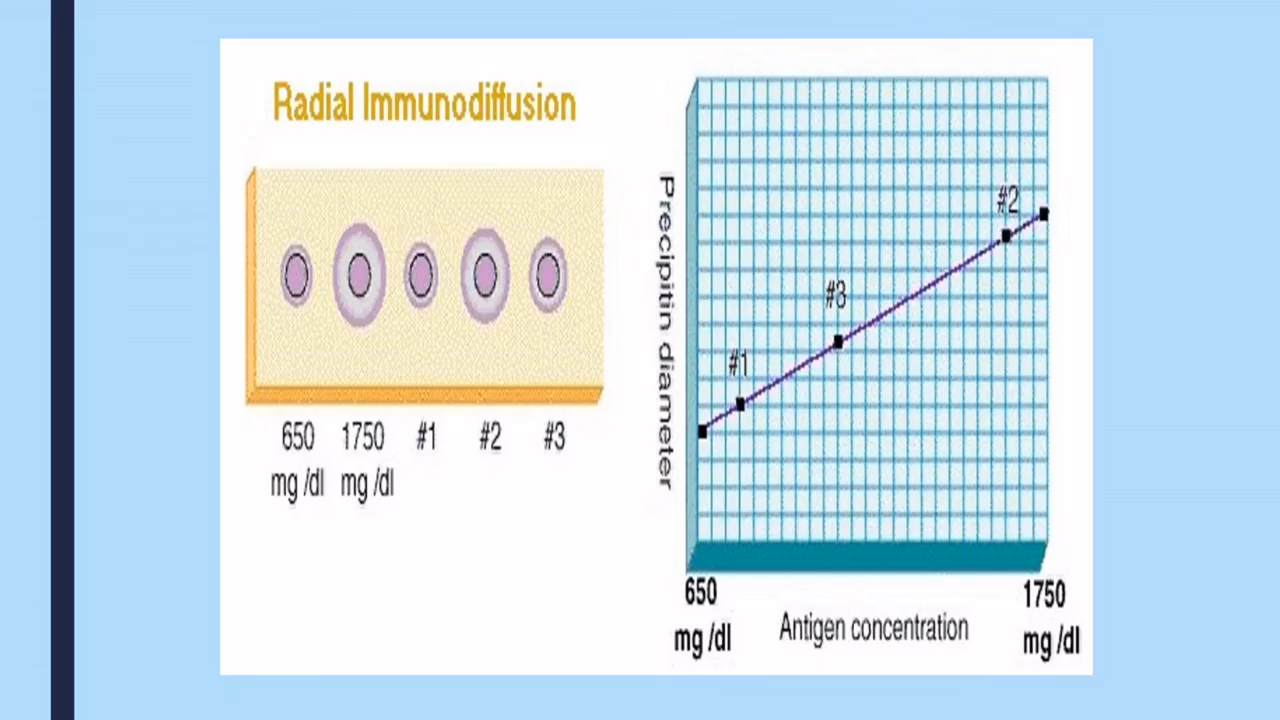 Radial Immunodiffusion
650
mg /dl
1750
mg /dl
#1
#2
#3
Precipitin diameter
#1
#3
#2
650
mg /dl
Antigen concentration
1750
mg /dl